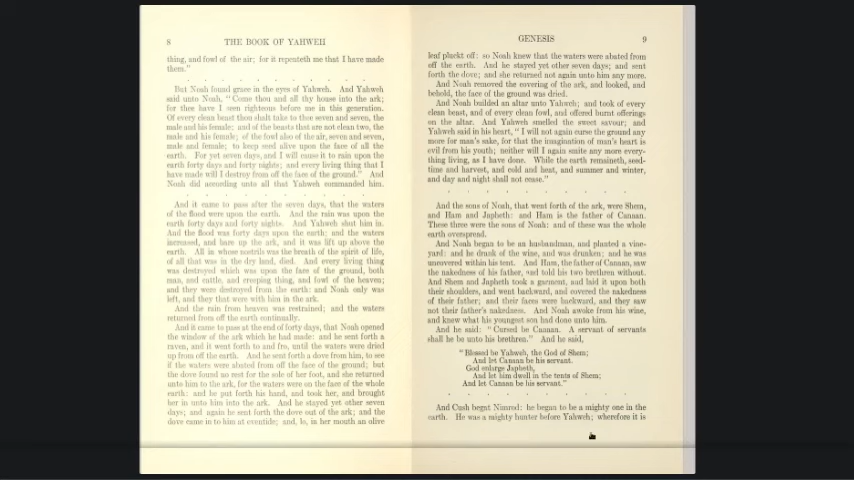 8 THE BOOK OF YAHWEH
thing, and fowl of the air; for it repenteth me that I have made
them."
. . . . . . . . . .
But Noah found grace in the eyes of Yahweh. And Yahweh
said unto Noah, "Come thou and all thy house into the ark;
for thee have I seen righteous before me in this generation.
Of every clean beast thou shalt take to thee seven and seven, the
male and his female; and of the beasts that are not clean two, the
male and his female; of the fowl also of the air, seven and seven,
male and female; to keep seed alive upon the face of all the
earth. For yet seven days, and I will cause it to rain upon the
earth forty days and forty nights; and every living thing that I
have made will I destroy from off the face of the ground." And
Noah did according unto all that Yahweh commanded him.
. . . . . . . . . .
And it came to pass after the seven days, that the waters
of the flood were upon the earth. And the rain was upon the
earth forty days and forty nights. And Yahweh shut him in.
And the flood was forty days upon the earth; and the waters
increased, and bare up the ark, and it was lift up above the
earth. All in whose nostrils was the breath of the spirit of life,
of all that was in the dry land, died. And every living thing
was destroyed which was upon the face of the ground, both
man, and cattle, and creeping thing, and fowl of the heaven;
and they were destroyed from the earth: and Noah only was
left, and they that were with him in the ark.
And the rain from heaven was restrained; and the waters
returned from off the earth continually.
And it came to pass at the end of forty days, that Noah opened
the window of the ark which he had made: and he sent forth a
raven, and it went forth to and fro, until the waters were dried
up from off the earth. And he sent forth a dove from him, to see
if the waters were abated from off the face of the ground; but
the dove found no rest for the sole of her foot, and she returned
unto him to the ark, for the waters were on the face of the whole
earth: and he put forth his hand, and took her, and brought
her in unto him into the ark. And he stayed yet other seven
days; and again he sent forth the dove out of the ark; and the
dove came in to him at eventide; and, lo, in her mouth an olive
GENESIS 9
leaf pluckt off: so Noah knew that the waters were abated from
off the earth. And he stayed yet other seven days; and sent
forth the dove; and she returned not again unto him any more.
And Noah removed the covering of the ark, and looked, and
behold, the face of the ground was dried.
And Noah builded an altar unto Yahweh; and took of every
clean beast, and of every clean fowl, and offered burnt offerings
on the altar. And Yahweh smelled the sweet savour; and
Yahweh said in his heart, "I will not again curse the ground any
more for man's sake, for that the imagination of man's heart is
evil from his youth; neither will I again smite any more every-
thing living, as I have done. While the earth remaineth, seed-
time and harvest, and cold and heat, and summer and winter,
and day and night shall not cease."
. . . . . . . . . .
And the sons of Noah, that went forth of the ark, were Shem,
and Ham and Japheth: and Ham is the father of Canaan.
These three were the sons of Noah: and of these was the whole
earth overspread.
And Noah began to be an husbandman, and planted a vine-
yard: and he drank of the wine, and was drunken; and he was
uncovered within his tent. And Ham, the father of Canaan, saw
the nakedness of his father, and told his two brethren without.
And Shem and Japheth took a garment, and laid it upon both
their shoulders, and went backward, and covered the nakedness
of their father; and their faces were backward, and they saw
not their father's nakedness. And Noah awoke from his wine,
and knew what his youngest son had done unto him.
And he said: "Cursed be Canaan. A servant of servants
shall he be unto his brethren." And he said,
"Blessed be Yahweh, the God of Shem;
And let Canaan be his servant.
God enlarge Japheth,
And let him dwell in the tents of Shem;
And let Canaan be his servant."
. . . . . . . . . .
And Cush begat Nimrod: he began to be a mighty one in the
earth. He was a mighty hunter before Yahweh; wherefore it is